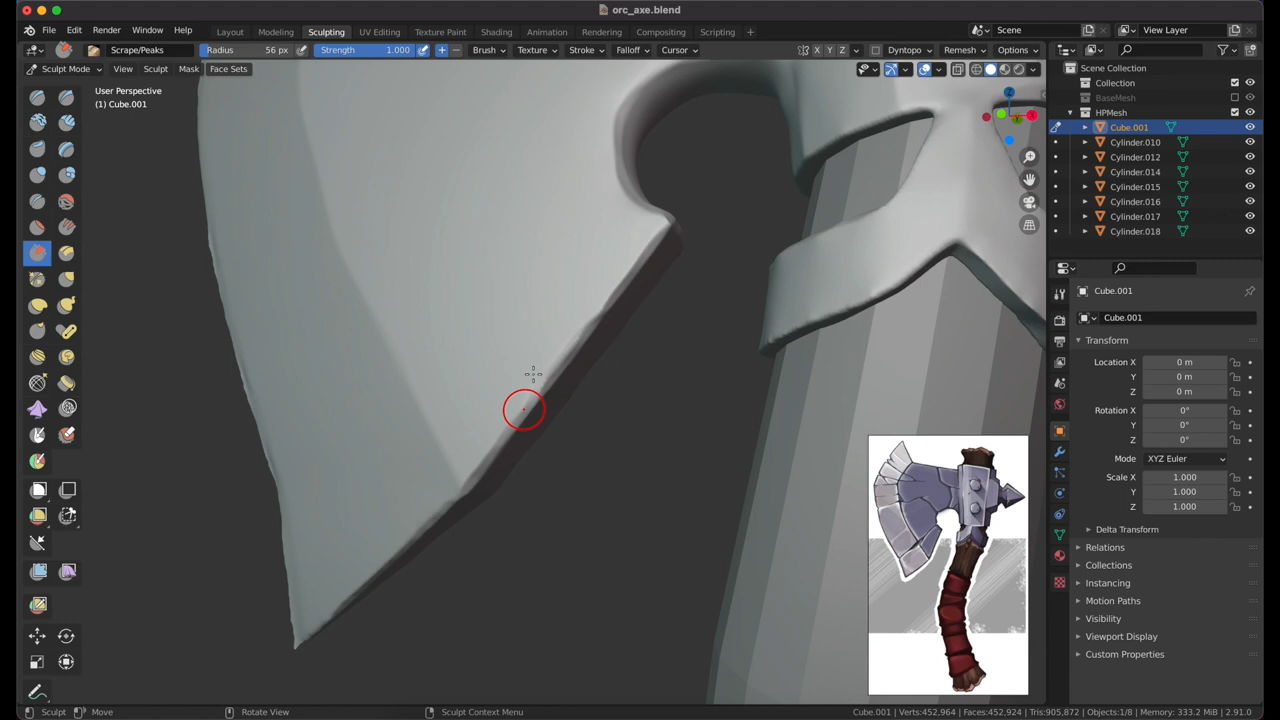 orc_axe.blend
File Edit Render Window Help Layout Modeling Sculpting UV Editing Texture Paint Shading Animation Rendering Compositing Scripting + Scene View Layer
Scrape/Peaks Radius 56 px Strength 1.000 + − Brush Texture Stroke Falloff Cursor X Y Z Dyntopo Remesh Options
Sculpt Mode View Sculpt Mask Face Sets
Scene Collection
Collection
BaseMesh
HPMesh
Cube.001
Cylinder.010
Cylinder.012
Cylinder.014
Cylinder.015
Cylinder.016
Cylinder.017
Cylinder.018
User Perspective
(1) Cube.001
Z
X
Cube.001
Cube.001
Transform
Location X 0 m
Y 0 m
Z 0 m
Rotation X 0°
Y 0°
Z 0°
Mode XYZ Euler
Scale X 1.000
Y 1.000
Z 1.000
Delta Transform
Relations
Collections
Instancing
Motion Paths
Visibility
Viewport Display
Custom Properties
Sculpt Move Rotate View Sculpt Context Menu Cube.001 | Verts:452,964 | Faces:452,924 | Tris:905,872 | Objects:1/8 | Memory: 333.2 MiB | 2.91.0